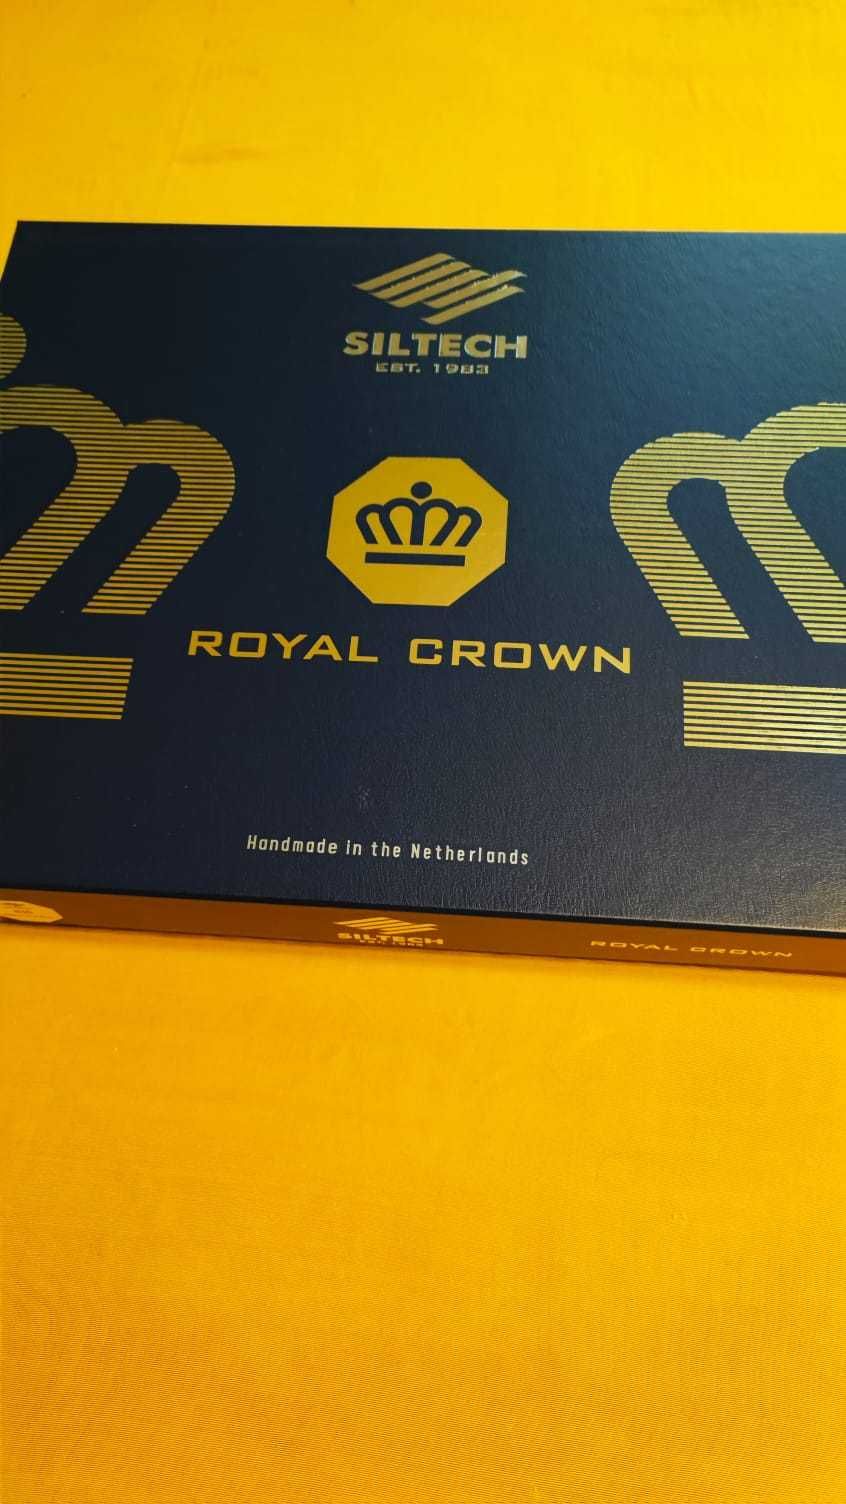 SILTECH
EST. 1983
ROYAL CROWN
Handmade in the Netherlands
SILTECH
ROYAL CROWN